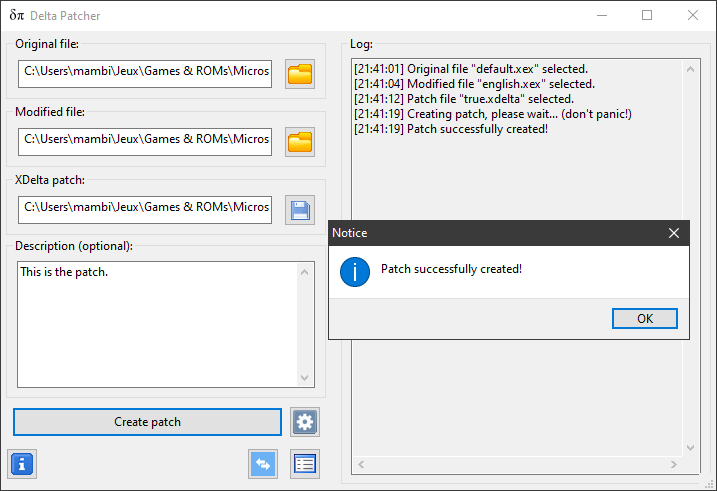 δπ Delta Patcher
Original file:
C:\Users\mambi\Jeux\Games & ROMs\Micros
Modified file:
C:\Users\mambi\Jeux\Games & ROMs\Micros
XDelta patch:
C:\Users\mambi\Jeux\Games & ROMs\Micros
Description (optional):
This is the patch.
Create patch
Log:
[21:41:01] Original file "default.xex" selected.
[21:41:04] Modified file "english.xex" selected.
[21:41:12] Patch file "true.xdelta" selected.
[21:41:19] Creating patch, please wait... (don't panic!)
[21:41:19] Patch successfully created!
Notice
Patch successfully created!
OK